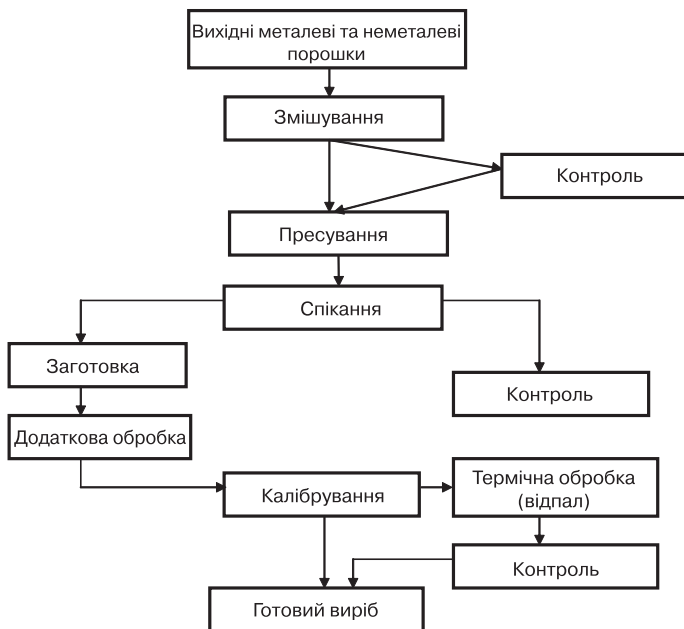 Вихідні металеві та неметалеві
порошки
Змішування
Контроль
Пресування
Спікання
Заготовка
Контроль
Додаткова обробка
Калібрування
Термічна обробка
(відпал)
Контроль
Готовий виріб